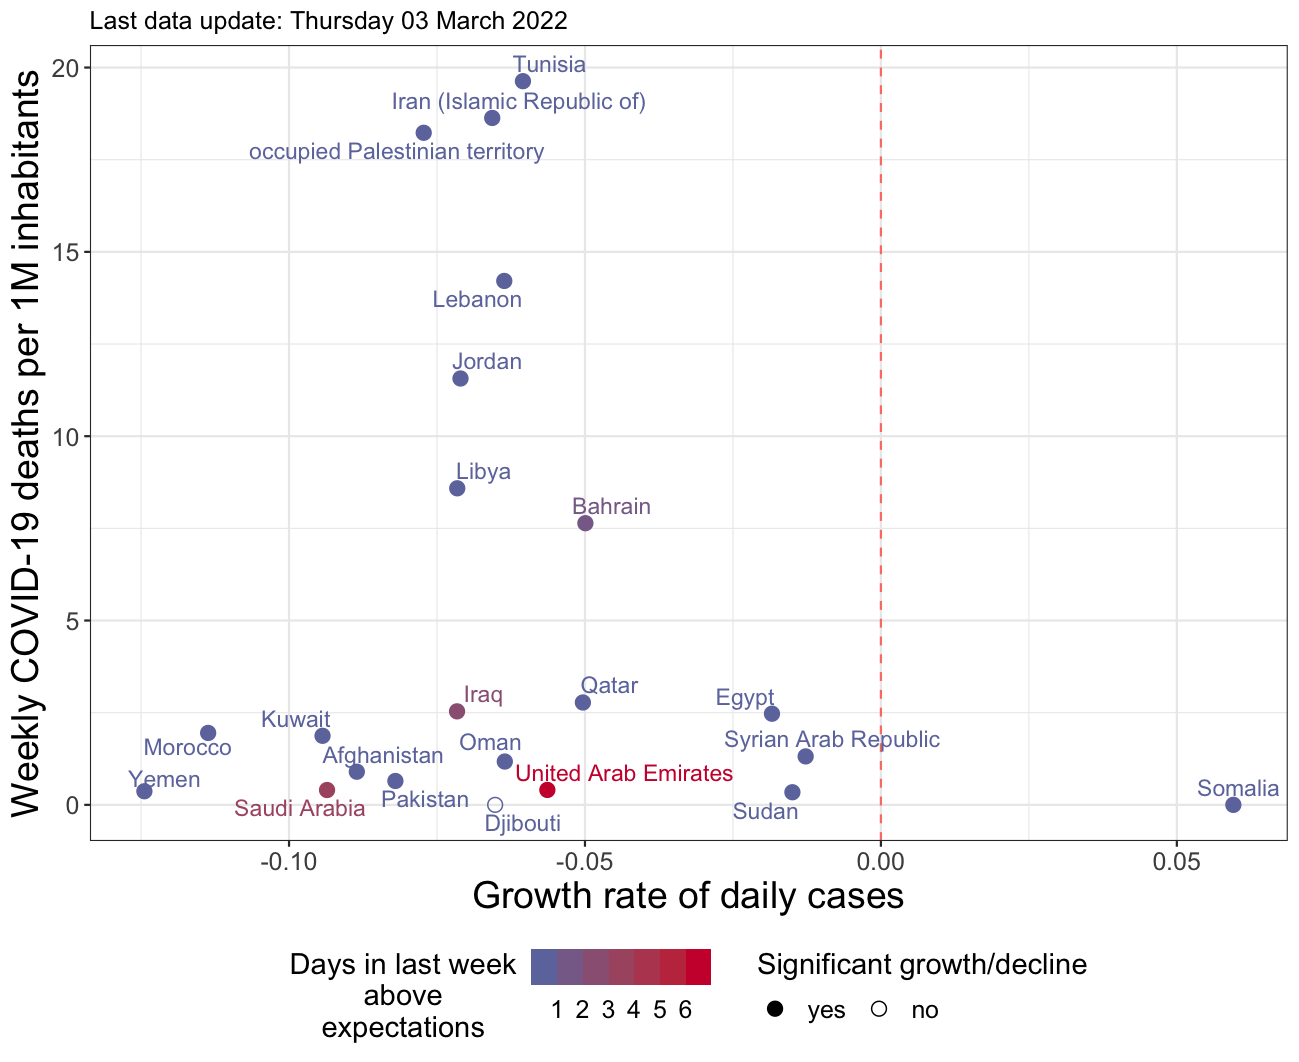 Last data update: Thursday 03 March 2022
Weekly COVID-19 deaths per 1M inhabitants
20
15
10
5
0
Tunisia
Iran (Islamic Republic of)
occupied Palestinian territory
Lebanon
Jordan
Libya
Bahrain
Qatar
Iraq
Egypt
Kuwait
Morocco
Syrian Arab Republic
Oman
Afghanistan
United Arab Emirates
Yemen
Somalia
Pakistan
Saudi Arabia
Sudan
Djibouti
-0.10
-0.05
0.00
0.05
Growth rate of daily cases
Days in last week
above
expectations
1 2 3 4 5 6
Significant growth/decline
yes
no